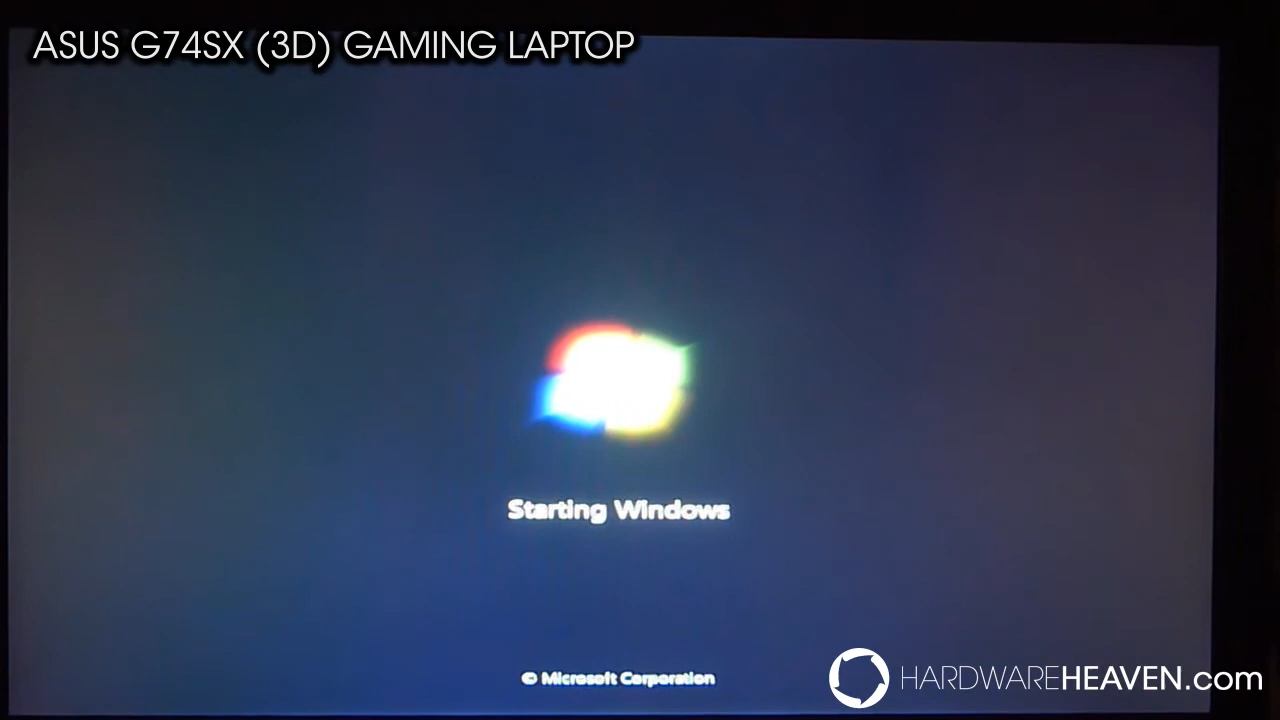 ASUS G74SX (3D) GAMING LAPTOP
Starting Windows
© Microsoft Corporation
HARDWAREHEAVEN.com